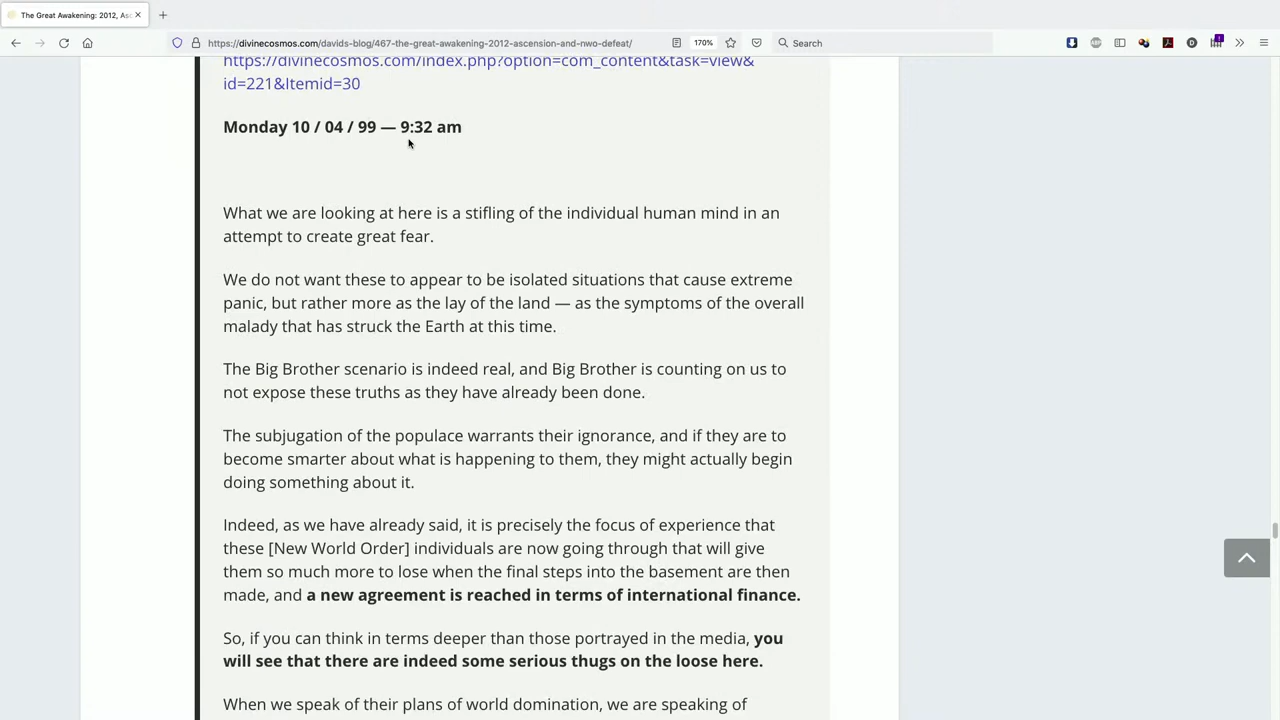 The Great Awakening: 2012, Asc
https://divinecosmos.com/davids-blog/467-the-great-awakening-2012-ascension-and-nwo-defeat/
170%
Search
https://divinecosmos.com/index.php?option=com_content&task=view&
id=221&Itemid=30
Monday 10 / 04 / 99 — 9:32 am
What we are looking at here is a stifling of the individual human mind in an
attempt to create great fear.
We do not want these to appear to be isolated situations that cause extreme
panic, but rather more as the lay of the land — as the symptoms of the overall
malady that has struck the Earth at this time.
The Big Brother scenario is indeed real, and Big Brother is counting on us to
not expose these truths as they have already been done.
The subjugation of the populace warrants their ignorance, and if they are to
become smarter about what is happening to them, they might actually begin
doing something about it.
Indeed, as we have already said, it is precisely the focus of experience that
these [New World Order] individuals are now going through that will give
them so much more to lose when the final steps into the basement are then
made, and a new agreement is reached in terms of international finance.
So, if you can think in terms deeper than those portrayed in the media, you
will see that there are indeed some serious thugs on the loose here.
When we speak of their plans of world domination, we are speaking of